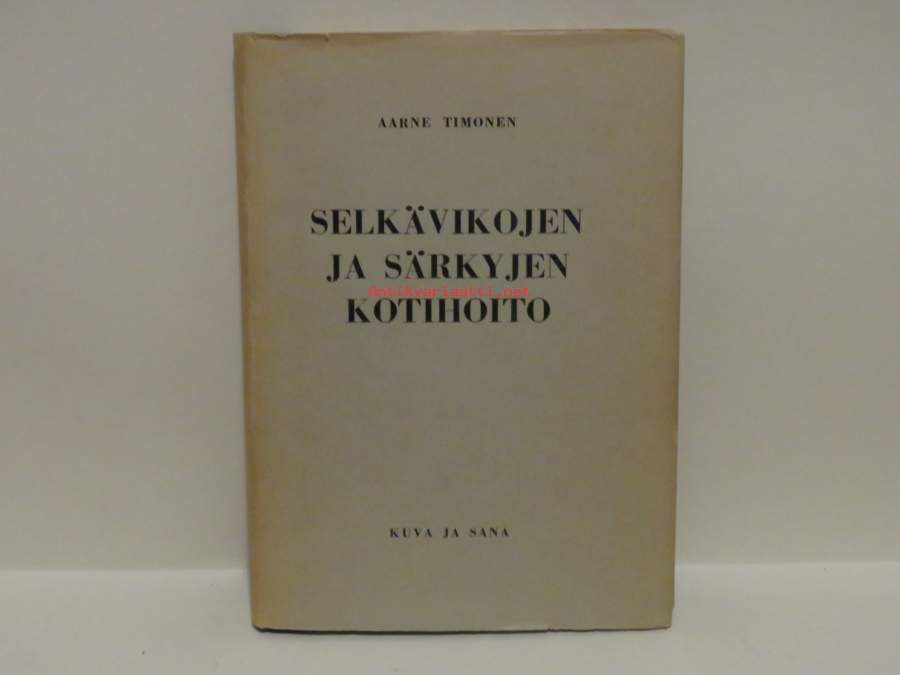 AARNE TIMONEN
SELKÄVIKOJEN
JA SÄRKYJEN
Antikvariaatti.net
KOTIHOITO
KUVA JA SANA